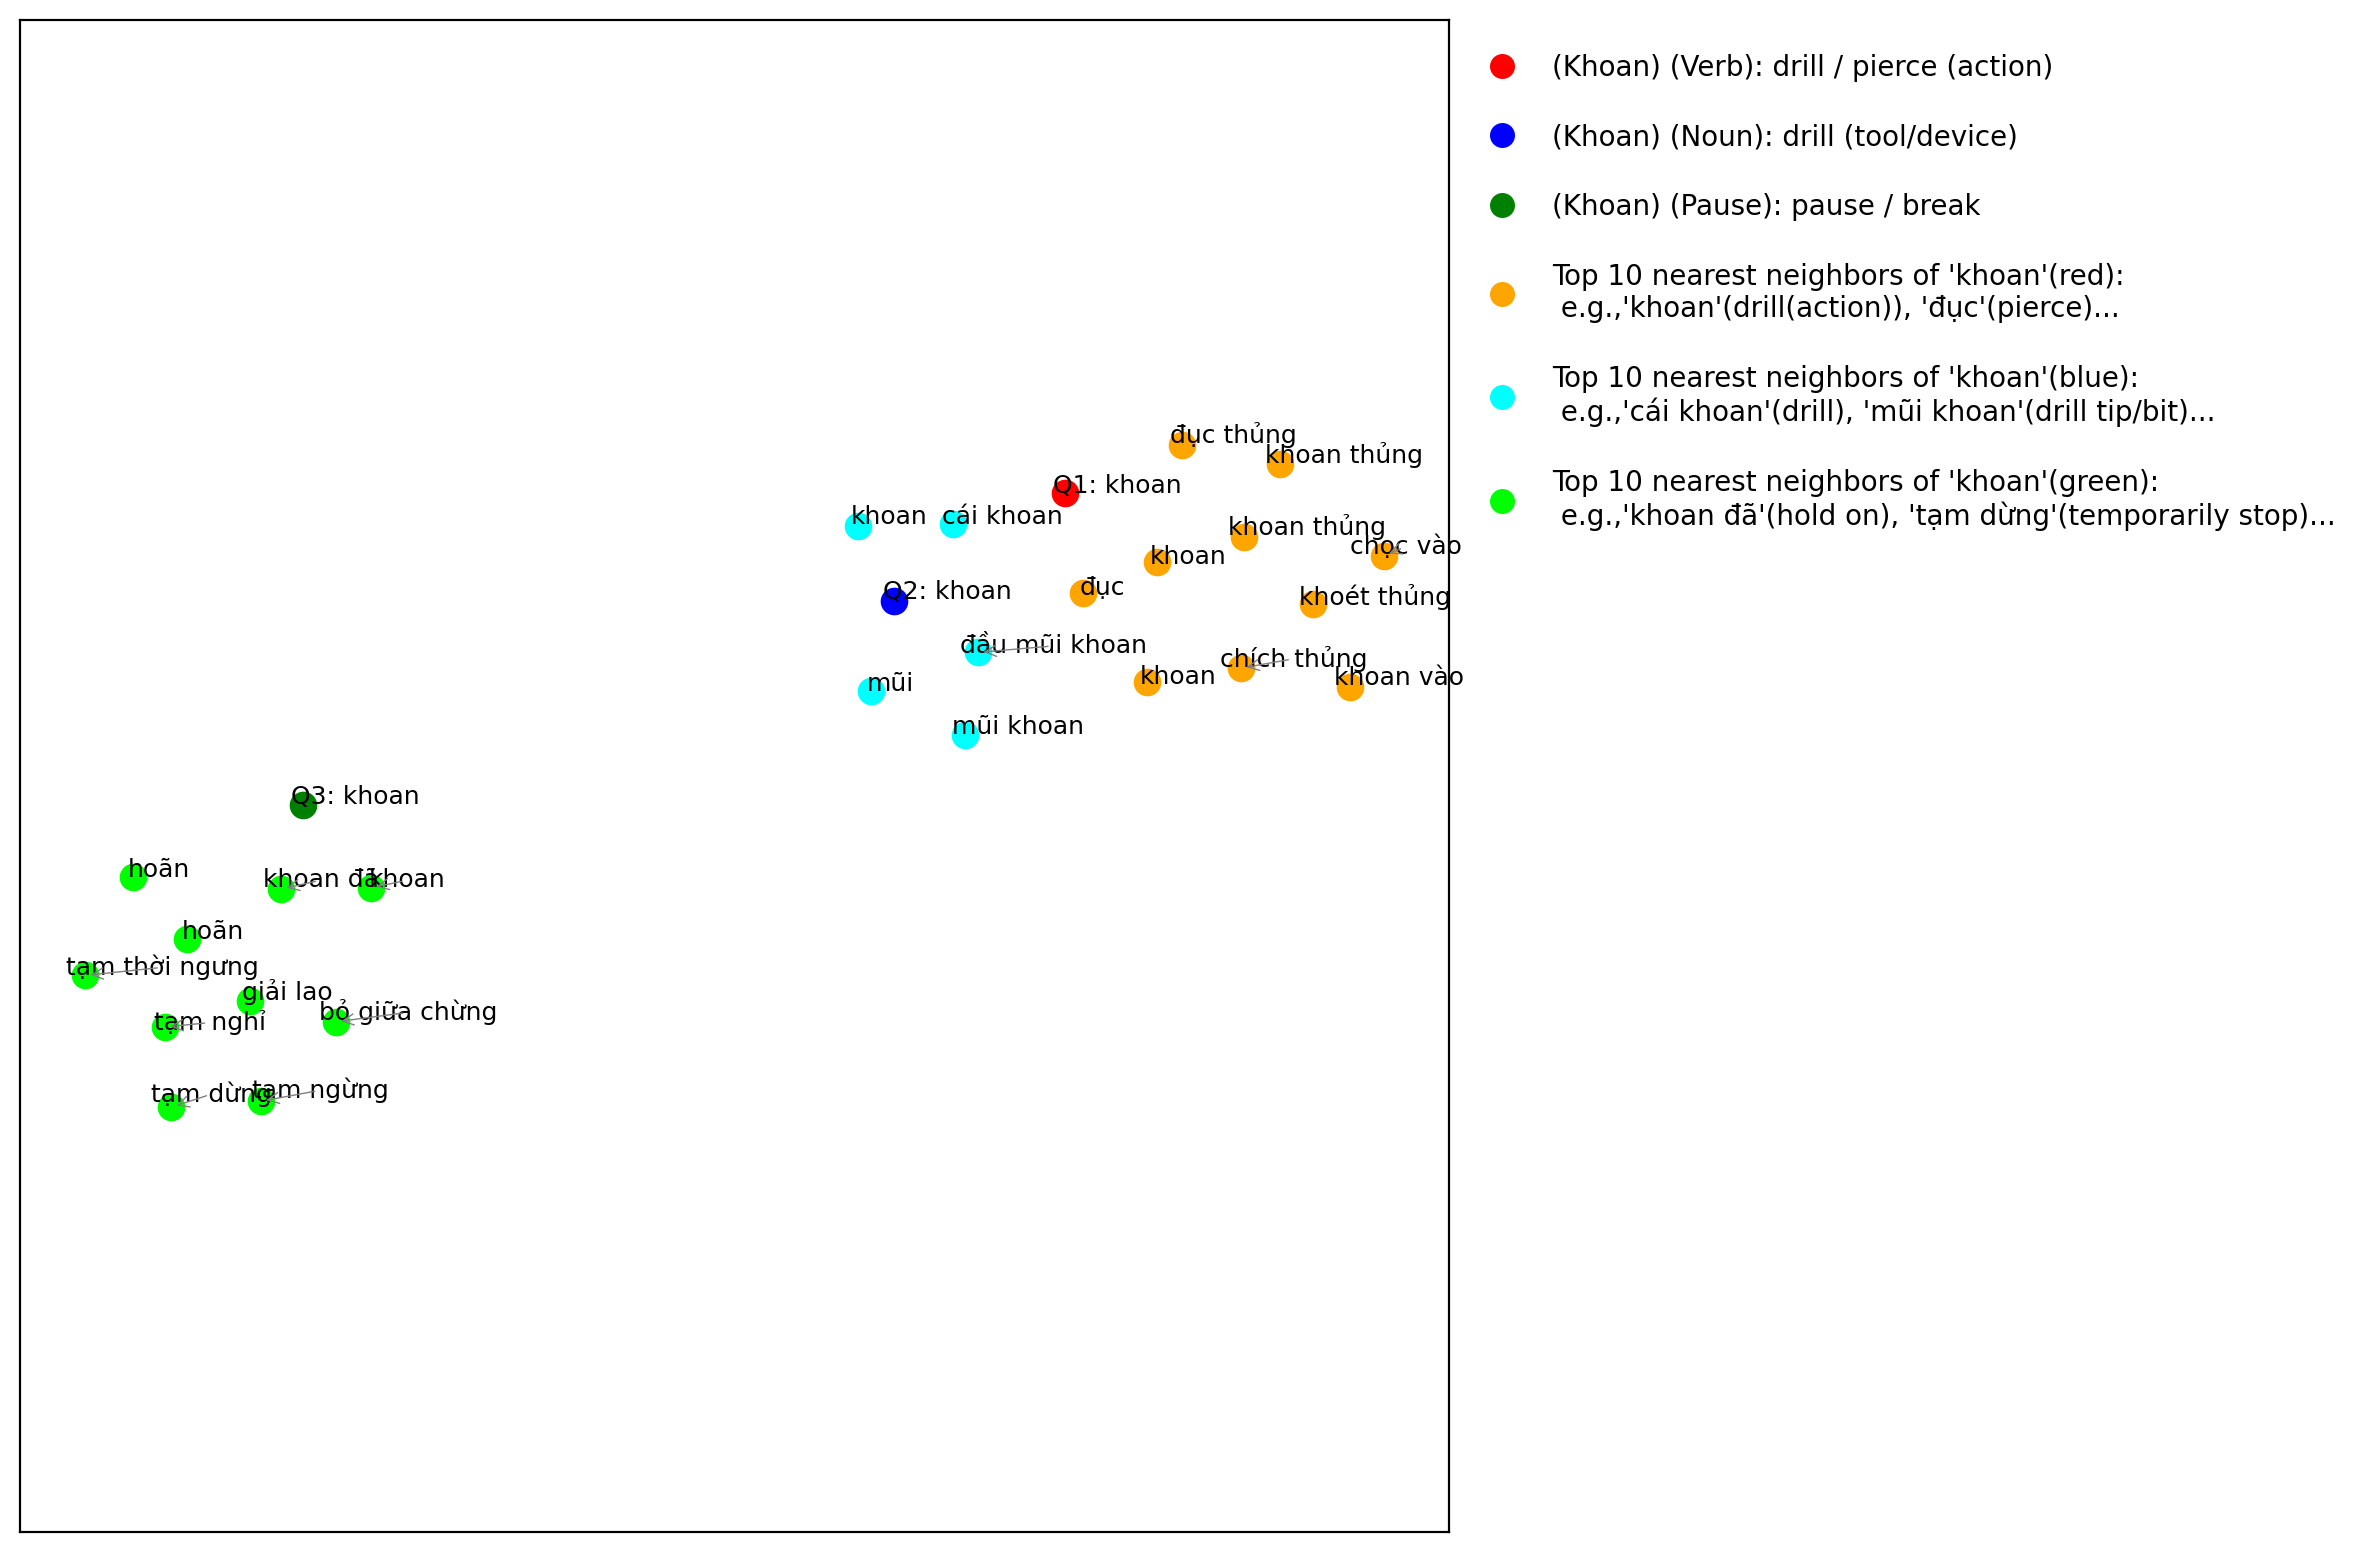 đục thủng
khoan thủng
Q1: khoan
khoan
cái khoan
khoan thủng
chọc vào
khoan
đục
Q2: khoan
khoét thủng
đầu mũi khoan
chích thủng
khoan
khoan vào
mũi
mũi khoan
Q3: khoan
hoãn
khoan đã
khoan
hoãn
tạm thời ngưng
giải lao
bỏ giữa chừng
tạm nghỉ
tạm dừng
tạm ngừng
(Khoan) (Verb): drill / pierce (action)
(Khoan) (Noun): drill (tool/device)
(Khoan) (Pause): pause / break
Top 10 nearest neighbors of 'khoan'(red):
e.g.,'khoan'(drill(action)), 'đục'(pierce)...
Top 10 nearest neighbors of 'khoan'(blue):
e.g.,'cái khoan'(drill), 'mũi khoan'(drill tip/bit)...
Top 10 nearest neighbors of 'khoan'(green):
e.g.,'khoan đã'(hold on), 'tạm dừng'(temporarily stop)...